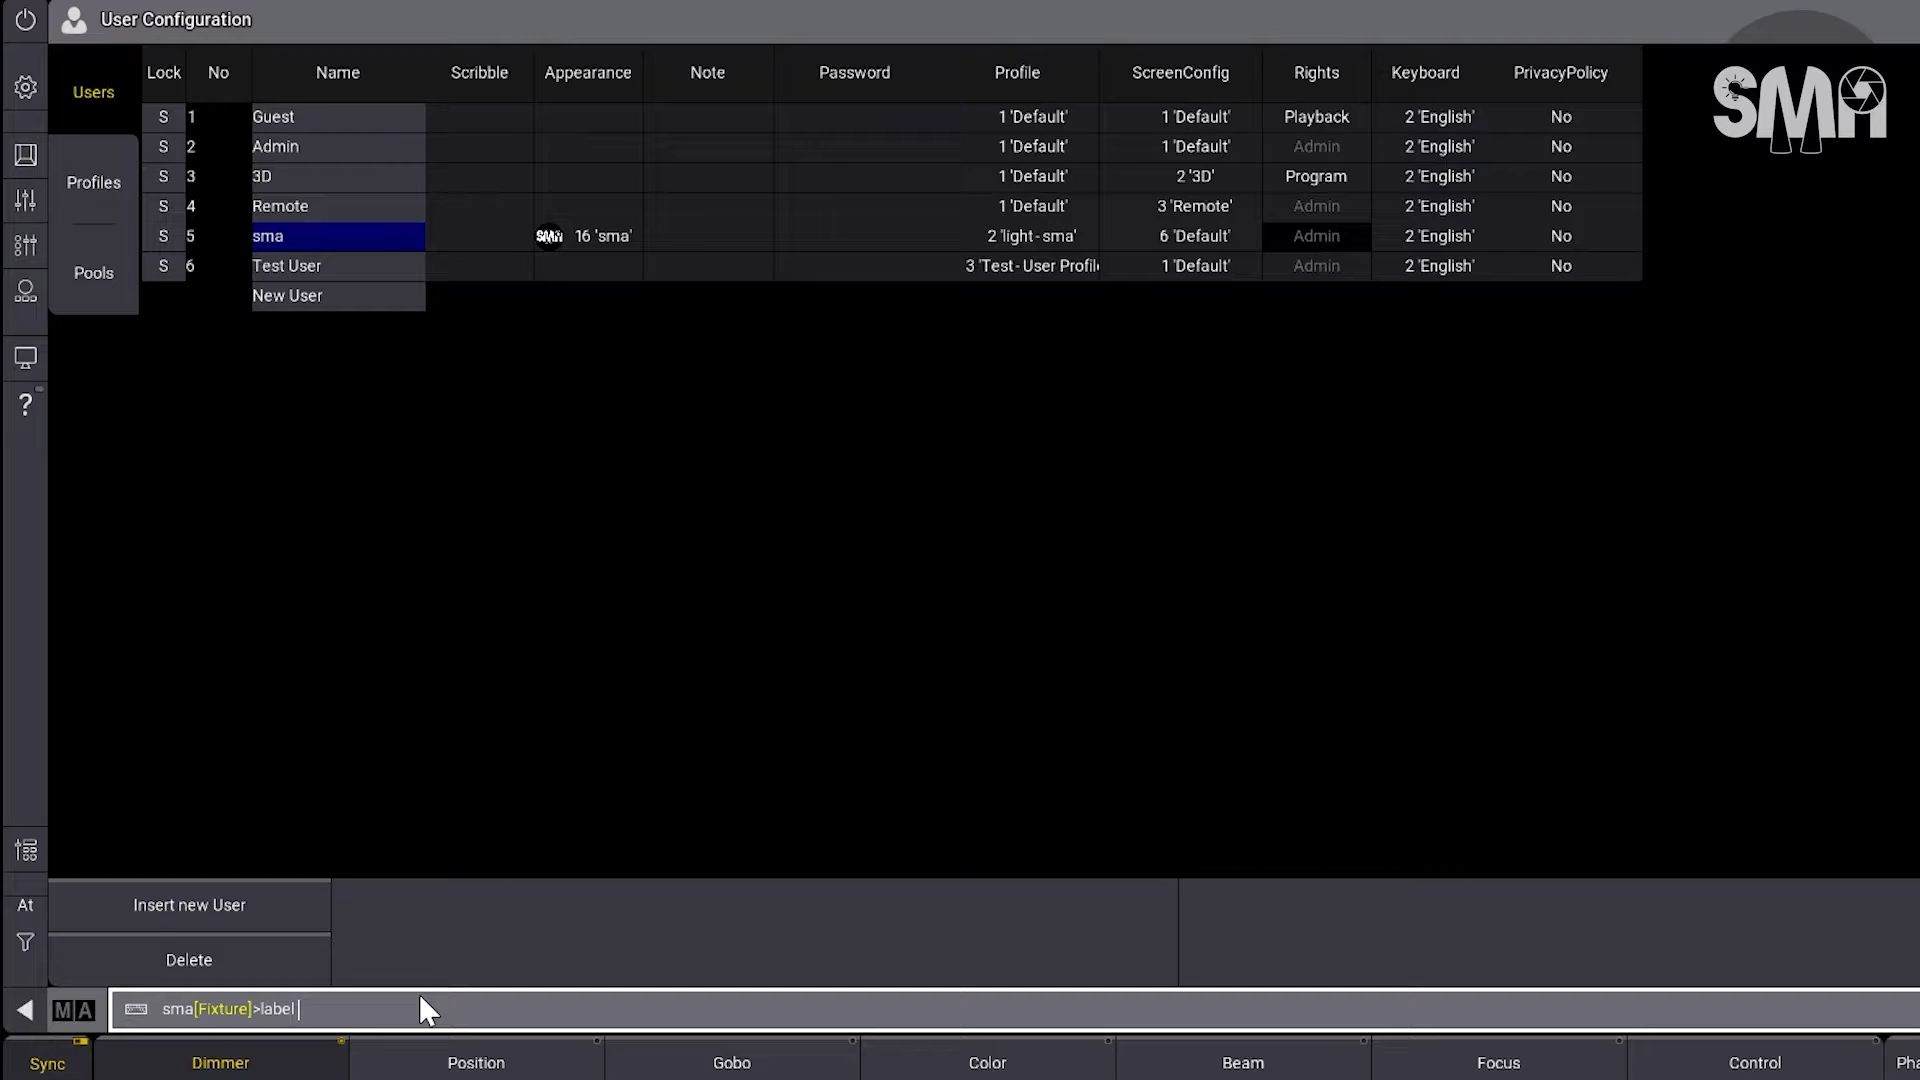 User Configuration
SMA
Users
Profiles
Pools
Lock No Name Scribble Appearance Note Password Profile ScreenConfig Rights Keyboard PrivacyPolicy
S 1 Guest 1 'Default' 1 'Default' Playback 2 'English' No
S 2 Admin 1 'Default' 1 'Default' Admin 2 'English' No
S 3 3D 1 'Default' 2 '3D' Program 2 'English' No
S 4 Remote 1 'Default' 3 'Remote' Admin 2 'English' No
S 5 sma SMA 16 'sma' 2 'light-sma' 6 'Default' Admin 2 'English' No
S 6 Test User 3 'Test-User Profil 1 'Default' Admin 2 'English' No
New User
?
At
Insert new User
Delete
MA sma[Fixture]>label
Sync Dimmer Position Gobo Color Beam Focus Control Pha